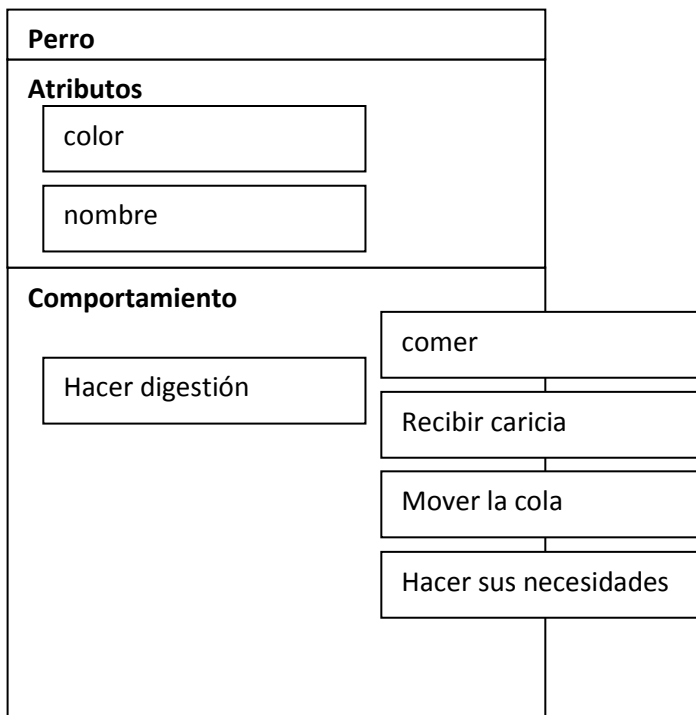 Perro
Atributos
color
nombre
Comportamiento
comer
Hacer digestión
Recibir caricia
Mover la cola
Hacer sus necesidades